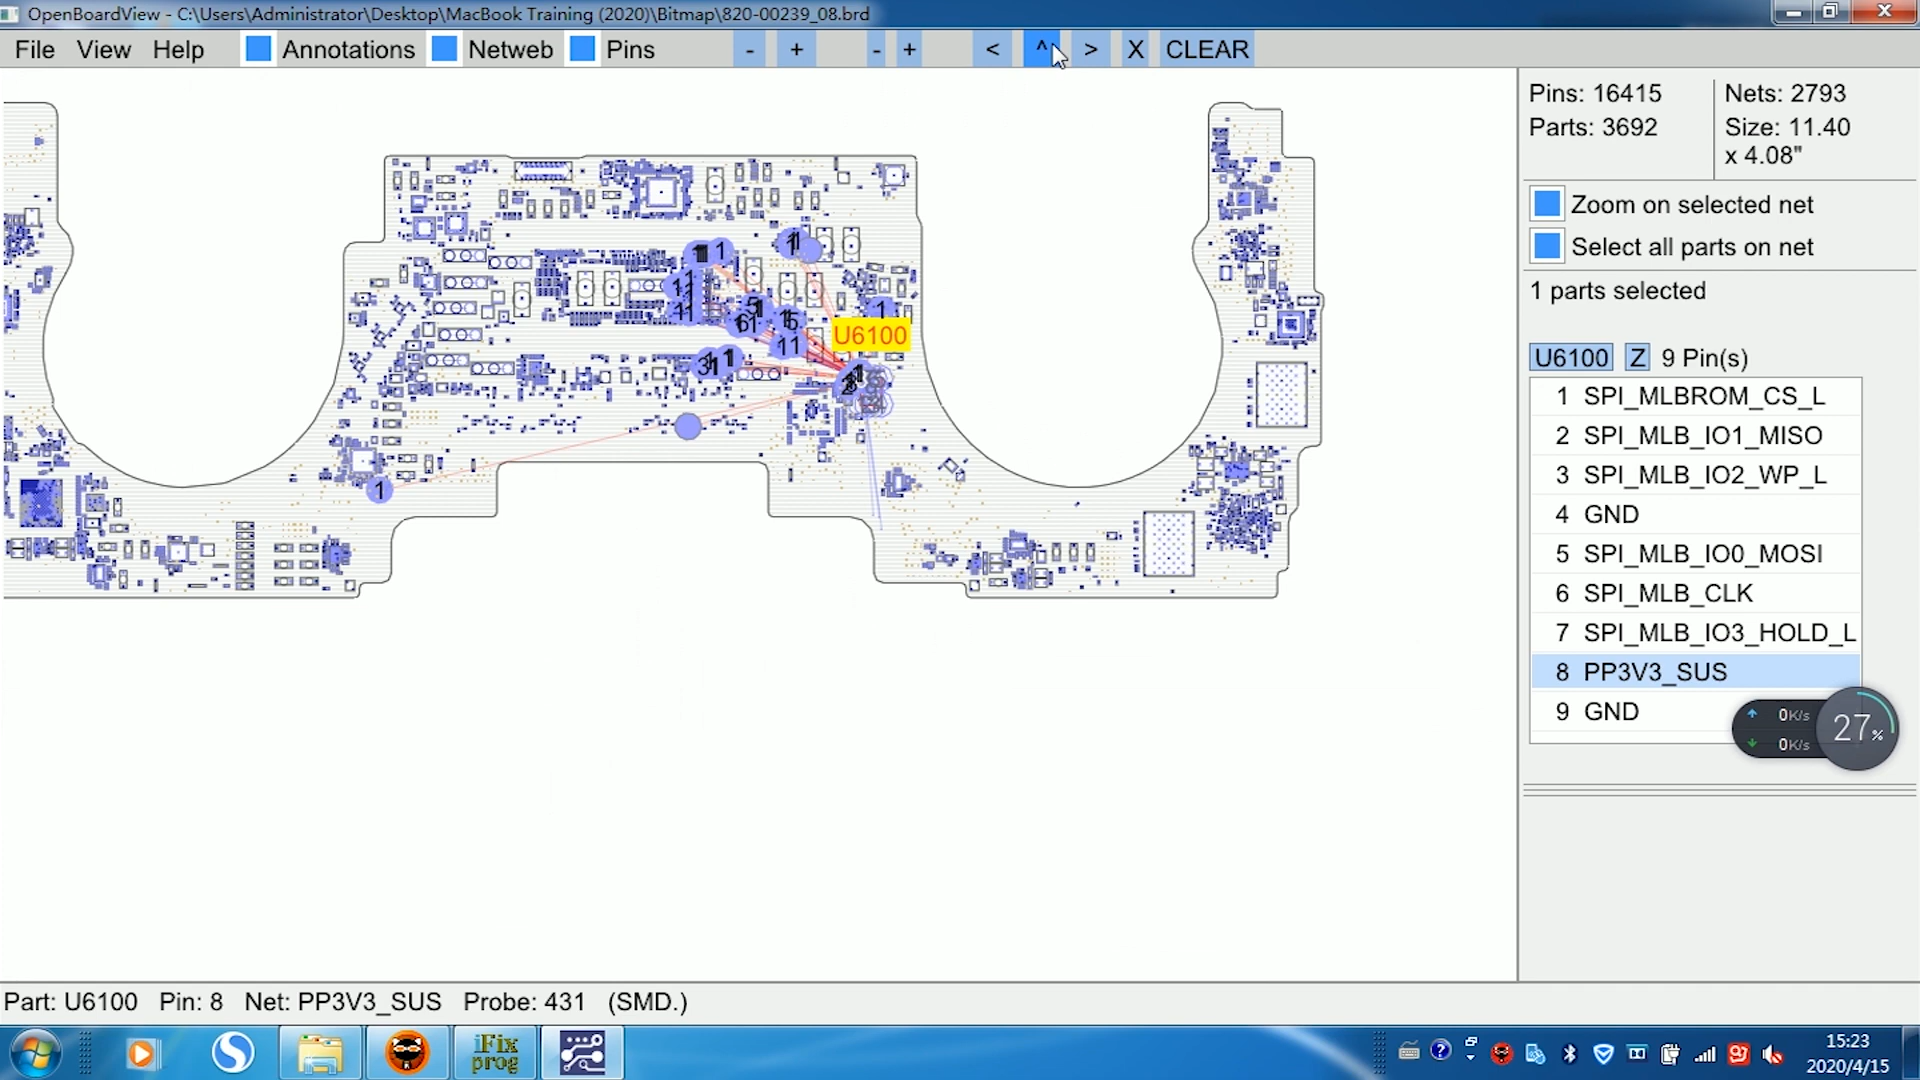 OpenBoardView - C:\Users\Administrator\Desktop\MacBook Training (2020)\Bitmap\820-00239_08.brd
File View Help Annotations Netweb Pins - + - + < ^ > X CLEAR
Pins: 16415 Nets: 2793
Parts: 3692 Size: 11.40
x 4.08"
Zoom on selected net
Select all parts on net
1 parts selected
U6100 Z 9 Pin(s)
1 SPI_MLBROM_CS_L
2 SPI_MLB_IO1_MISO
3 SPI_MLB_IO2_WP_L
4 GND
5 SPI_MLB_IO0_MOSI
6 SPI_MLB_CLK
7 SPI_MLB_IO3_HOLD_L
8 PP3V3_SUS
9 GND
0K/s
0K/s
27%
U6100
1
1
11
1
Part: U6100 Pin: 8 Net: PP3V3_SUS Probe: 431 (SMD.)
iFix
prog
15:23
2020/4/15